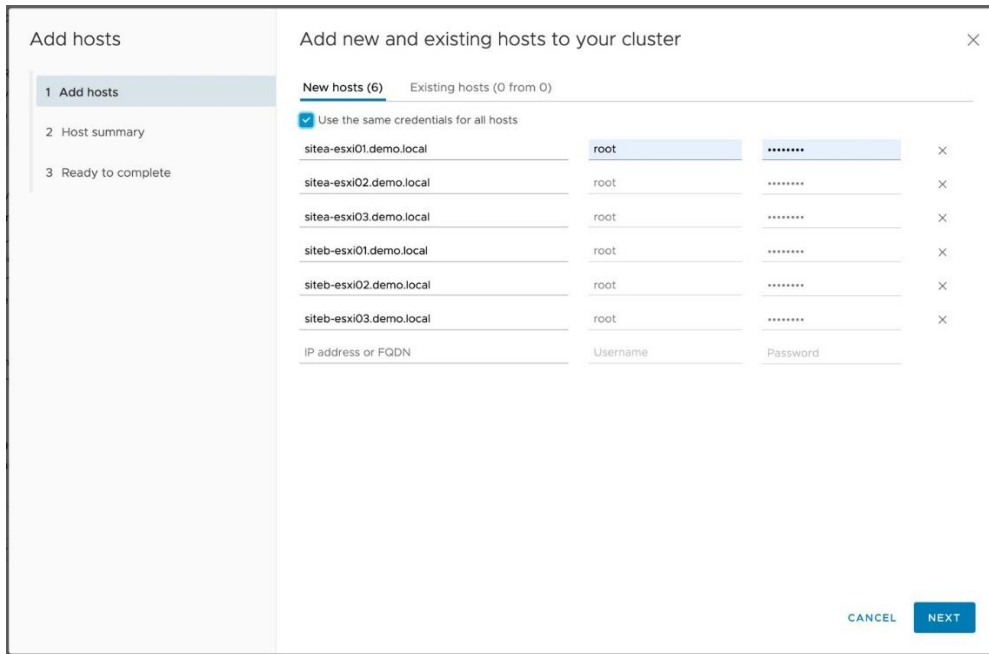 Add hosts
1 Add hosts
2 Host summary
3 Ready to complete
Add new and existing hosts to your cluster
New hosts (6) Existing hosts (0 from 0)
Use the same credentials for all hosts
sitea-esxi01.demo.local root ••••••••
sitea-esxi02.demo.local root ••••••••
sitea-esxi03.demo.local root ••••••••
siteb-esxi01.demo.local root ••••••••
siteb-esxi02.demo.local root ••••••••
siteb-esxi03.demo.local root ••••••••
IP address or FQDN Username Password
CANCEL NEXT